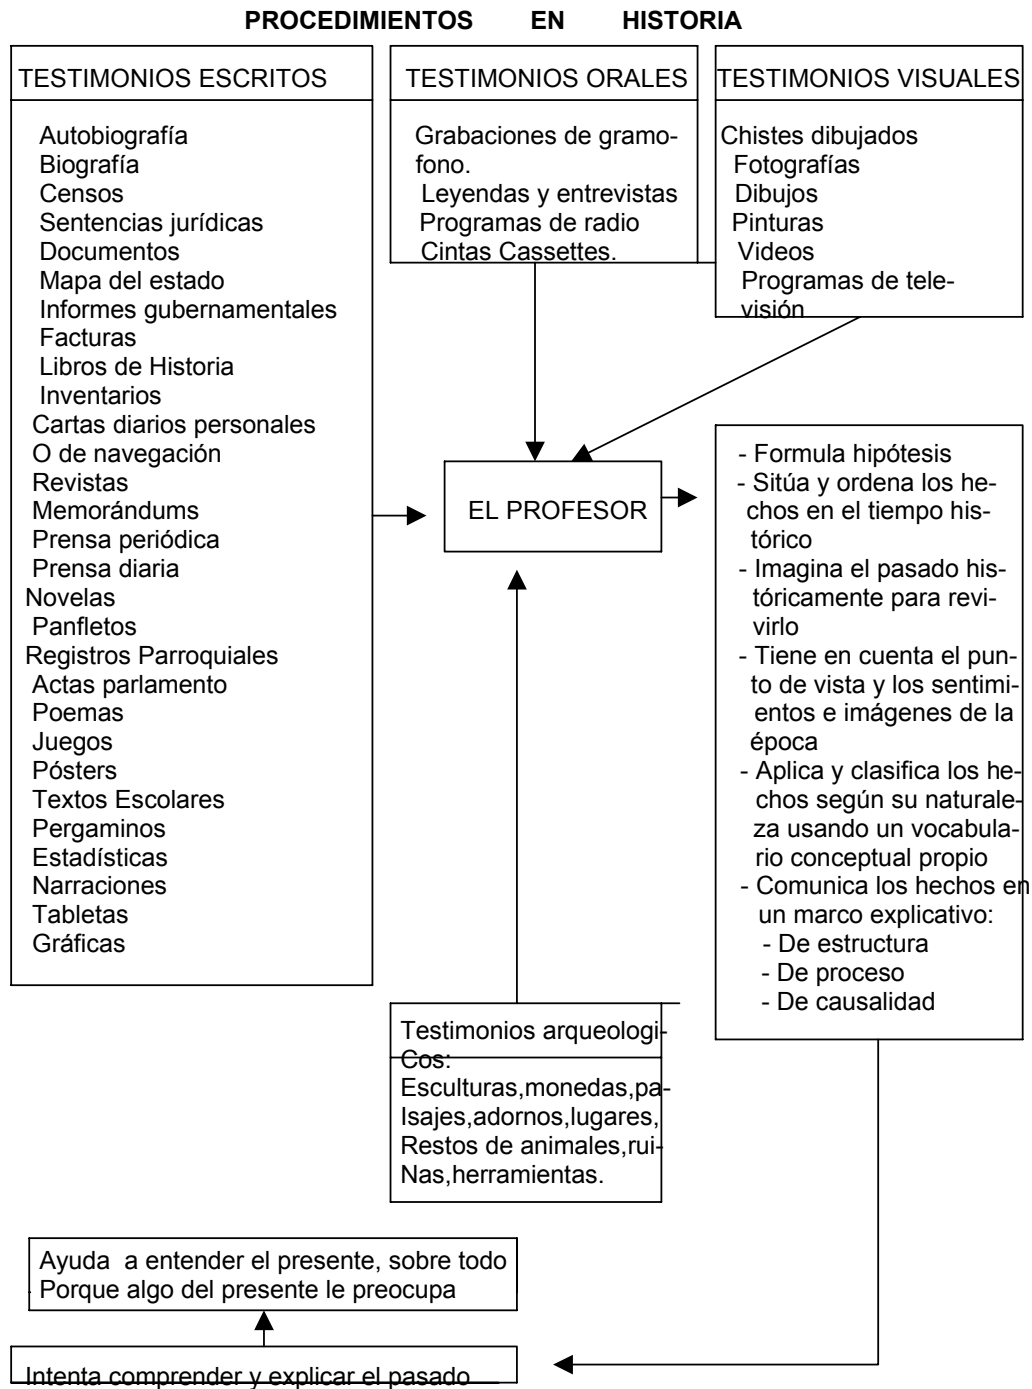 PROCEDIMIENTOS EN HISTORIA
TESTIMONIOS ESCRITOS
Autobiografía
Biografía
Censos
Sentencias jurídicas
Documentos
Mapa del estado
Informes gubernamentales
Facturas
Libros de Historia
Inventarios
Cartas diarios personales
O de navegación
Revistas
Memorándums
Prensa periódica
Prensa diaria
Novelas
Panfletos
Registros Parroquiales
Actas parlamento
Poemas
Juegos
Pósters
Textos Escolares
Pergaminos
Estadísticas
Narraciones
Tabletas
Gráficas
TESTIMONIOS ORALES
Grabaciones de gramo-
fono.
Leyendas y entrevistas
Programas de radio
Cintas Cassettes.
TESTIMONIOS VISUALES
Chistes dibujados
Fotografías
Dibujos
Pinturas
Videos
Programas de tele-
visión
EL PROFESOR
- Formula hipótesis
- Sitúa y ordena los he-
chos en el tiempo his-
tórico
- Imagina el pasado his-
tóricamente para revi-
virlo
- Tiene en cuenta el pun-
to de vista y los sentimi-
entos e imágenes de la
época
- Aplica y clasifica los he-
chos según su naturale-
za usando un vocabula-
rio conceptual propio
- Comunica los hechos en
un marco explicativo:
- De estructura
- De proceso
- De causalidad
Testimonios arqueologi-
Cos:
Esculturas,monedas,pa-
Isajes,adornos,lugares,
Restos de animales,rui-
Nas,herramientas.
Ayuda a entender el presente, sobre todo
Porque algo del presente le preocupa
Intenta comprender y explicar el pasado